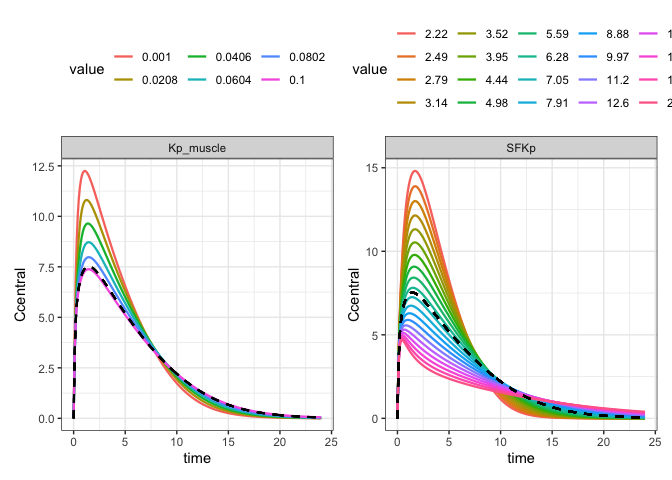 value 0.001 0.0406 0.0802
0.0208 0.0604 0.1
value 2.22 3.52 5.59 8.88
2.49 3.95 6.28 9.97
2.79 4.44 7.05 11.2
3.14 4.98 7.91 12.6
Kp_muscle
Ccentral
12.5
10.0
7.5
5.0
2.5
0.0
0 5 10 15 20 25
time
SFKp
Ccentral
15
10
5
0
0 5 10 15 20 25
time